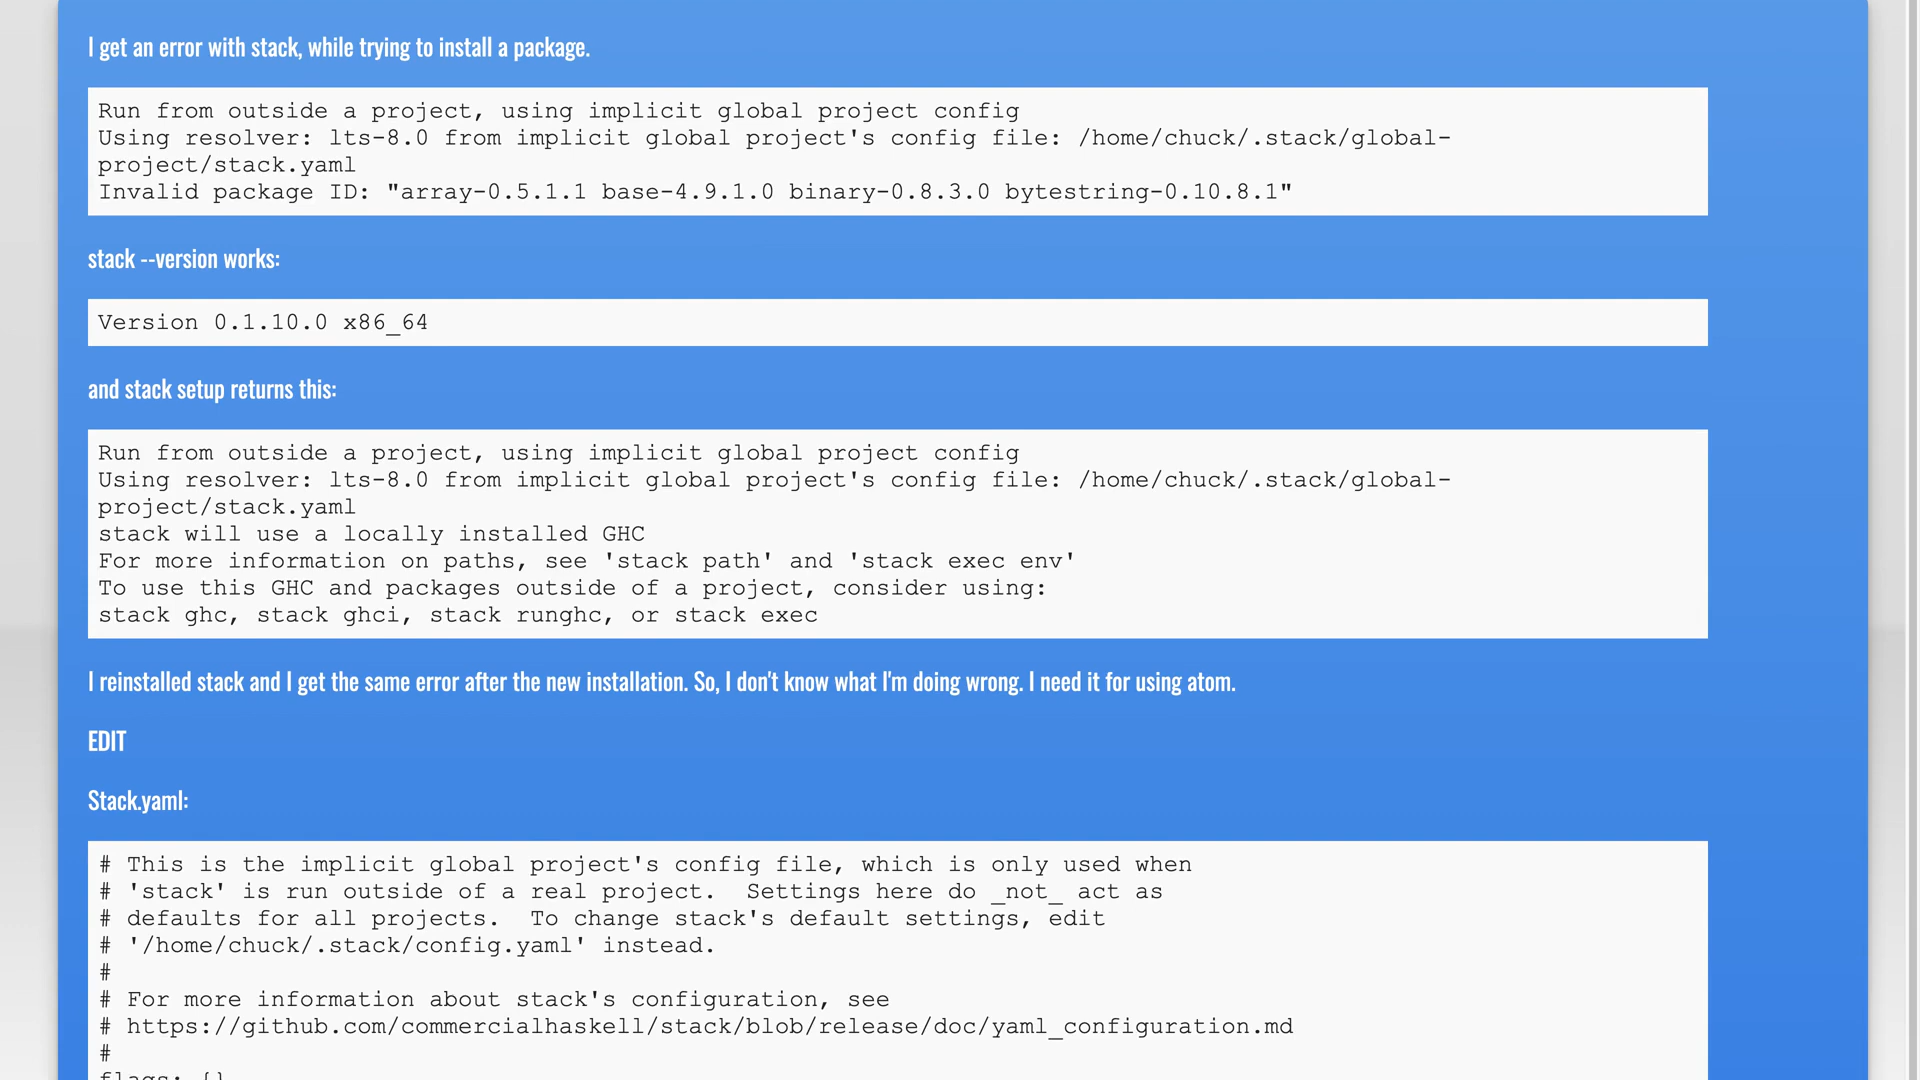 I get an error with stack, while trying to install a package.
Run from outside a project, using implicit global project config
Using resolver: lts-8.0 from implicit global project's config file: /home/chuck/.stack/global-
project/stack.yaml
Invalid package ID: "array-0.5.1.1 base-4.9.1.0 binary-0.8.3.0 bytestring-0.10.8.1"
stack --version works:
Version 0.1.10.0 x86_64
and stack setup returns this:
Run from outside a project, using implicit global project config
Using resolver: lts-8.0 from implicit global project's config file: /home/chuck/.stack/global-
project/stack.yaml
stack will use a locally installed GHC
For more information on paths, see 'stack path' and 'stack exec env'
To use this GHC and packages outside of a project, consider using:
stack ghc, stack ghci, stack runghc, or stack exec
I reinstalled stack and I get the same error after the new installation. So, I don't know what I'm doing wrong. I need it for using atom.
EDIT
Stack.yaml:
# This is the implicit global project's config file, which is only used when
# 'stack' is run outside of a real project.  Settings here do _not_ act as
# defaults for all projects.  To change stack's default settings, edit
# '/home/chuck/.stack/config.yaml' instead.
#
# For more information about stack's configuration, see
# https://github.com/commercialhaskell/stack/blob/release/doc/yaml_configuration.md
#
flags: {}